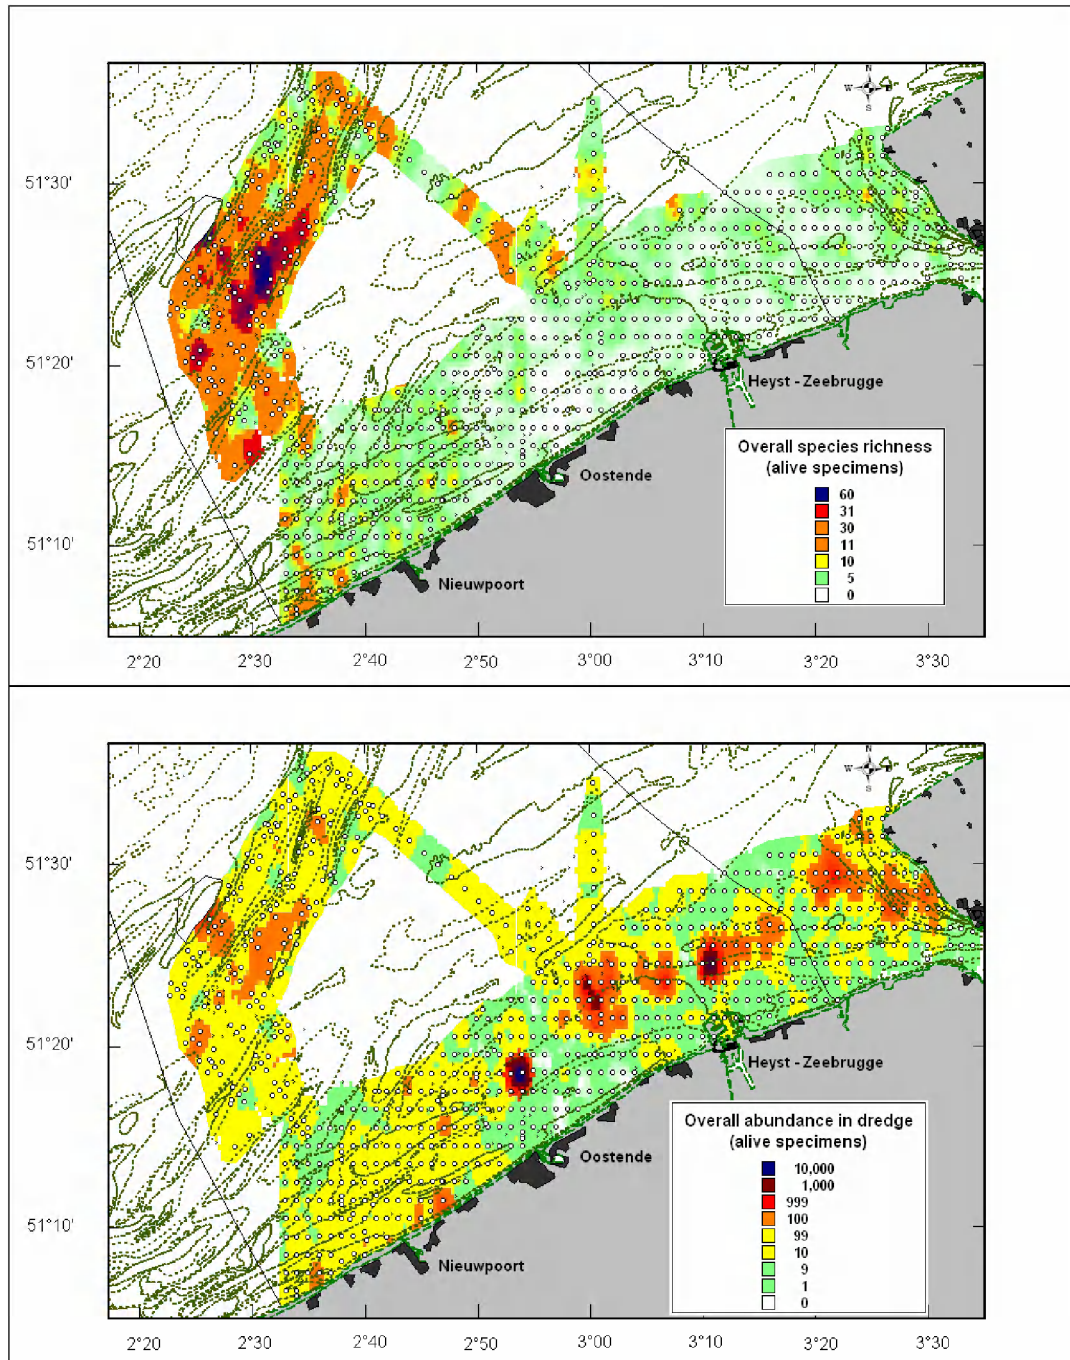 N
W E
S
51°30'
51°20'
51°10'
Heyst - Zeebrugge
Oostende
Nieuwpoort
Overall species richness
(alive specimens)
60
31
30
11
10
5
0
2°20 2°30 2°40 2°50 3°00 3°10 3°20 3°30
N
W E
S
51°30'
51°20'
51°10'
Heyst - Zeebrugge
Oostende
Nieuwpoort
Overall abundance in dredge
(alive specimens)
10,000
1,000
999
100
99
10
9
1
0
2°20 2°30 2°40 2°50 3°00 3°10 3°20 3°30